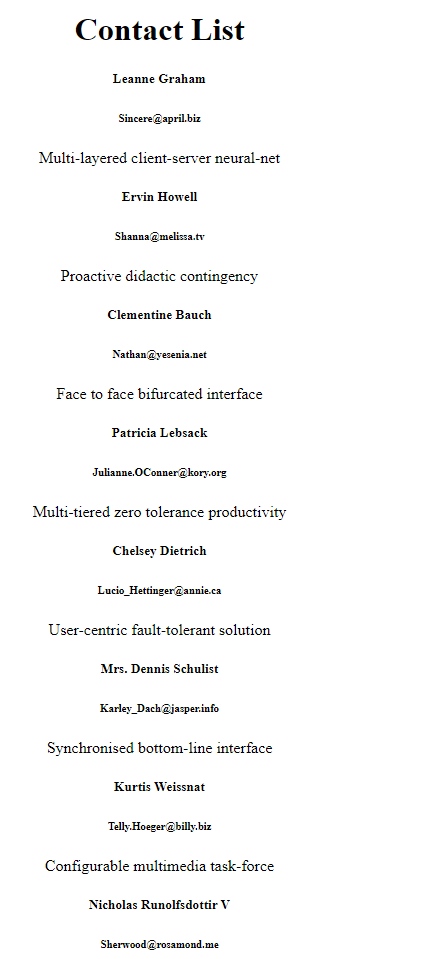 Contact List
Leanne Graham
Sincere@april.biz
Multi-layered client-server neural-net
Ervin Howell
Shanna@melissa.tv
Proactive didactic contingency
Clementine Bauch
Nathan@yesenia.net
Face to face bifurcated interface
Patricia Lebsack
Julianne.OConner@kory.org
Multi-tiered zero tolerance productivity
Chelsey Dietrich
Lucio_Hettinger@annie.ca
User-centric fault-tolerant solution
Mrs. Dennis Schulist
Karley_Dach@jasper.info
Synchronised bottom-line interface
Kurtis Weissnat
Telly.Hoeger@billy.biz
Configurable multimedia task-force
Nicholas Runolfsdottir V
Sherwood@rosamond.me